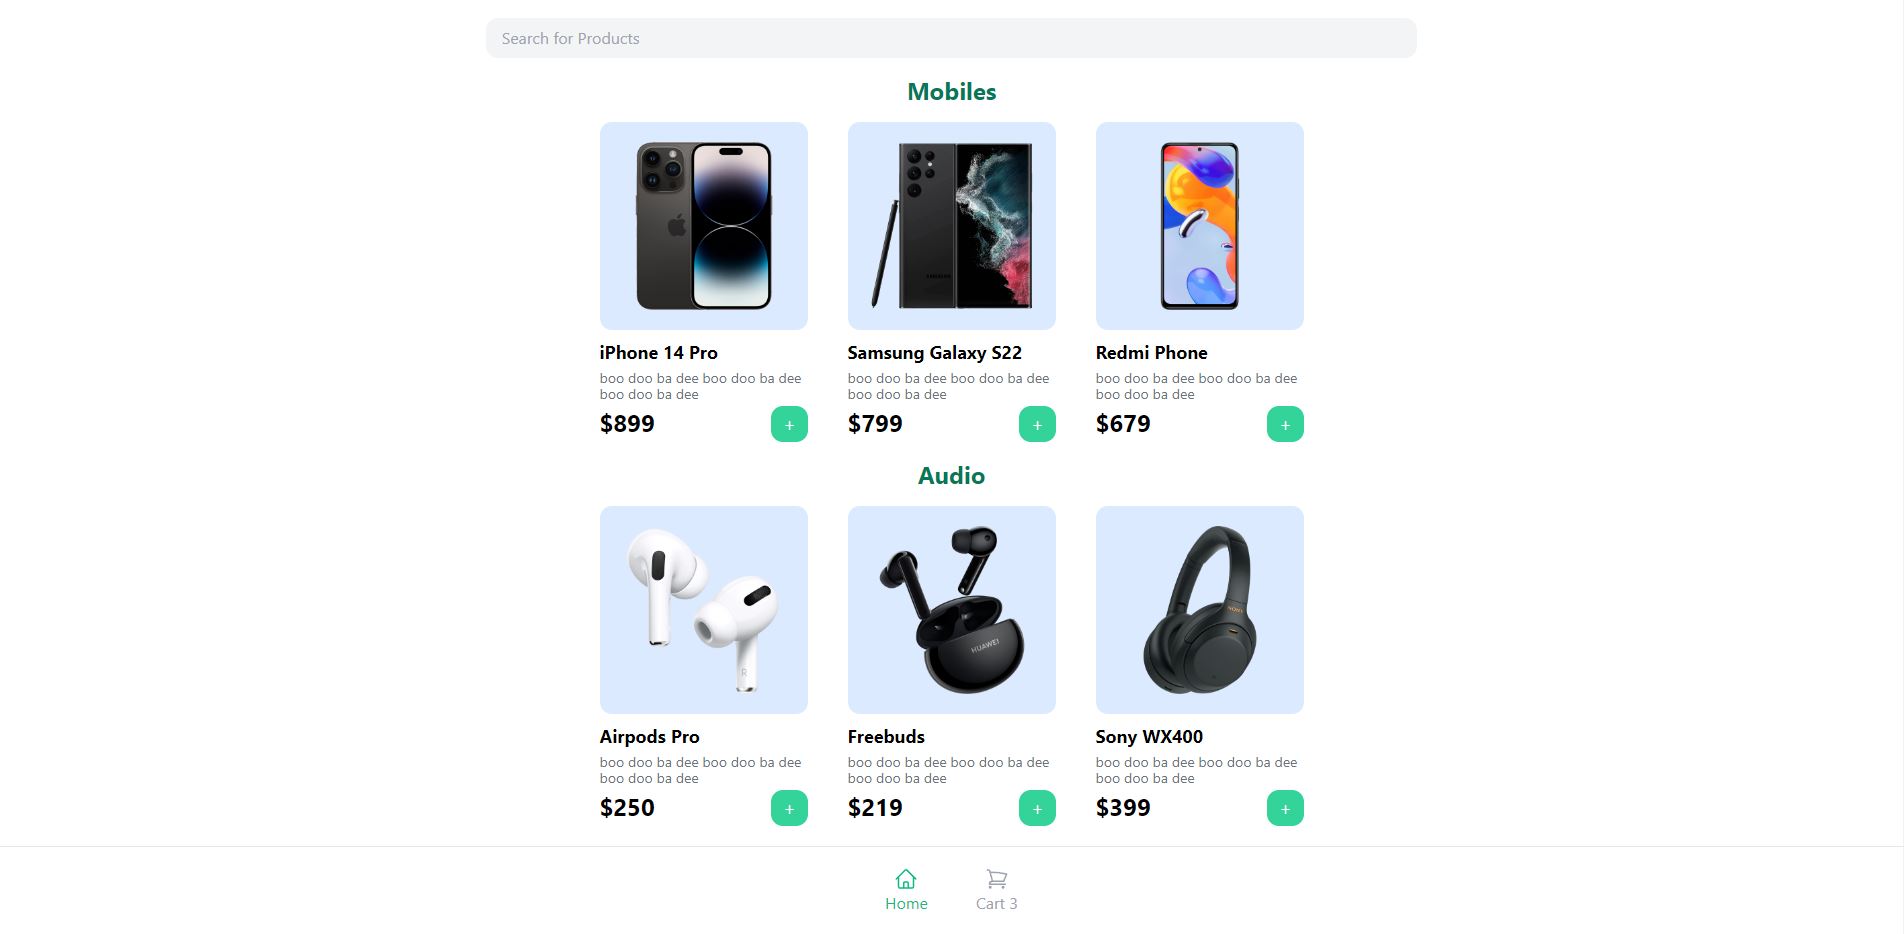 Search for Products
Mobiles
iPhone 14 Pro
boo doo ba dee boo doo ba dee
boo doo ba dee
$899
+
SAMSUNG
Samsung Galaxy S22
boo doo ba dee boo doo ba dee
boo doo ba dee
$799
+
Redmi Phone
boo doo ba dee boo doo ba dee
boo doo ba dee
$679
+
Audio
R
Airpods Pro
boo doo ba dee boo doo ba dee
boo doo ba dee
$250
+
HUAWEI
Freebuds
boo doo ba dee boo doo ba dee
boo doo ba dee
$219
+
SONY
Sony WX400
boo doo ba dee boo doo ba dee
boo doo ba dee
$399
+
Home
Cart 3